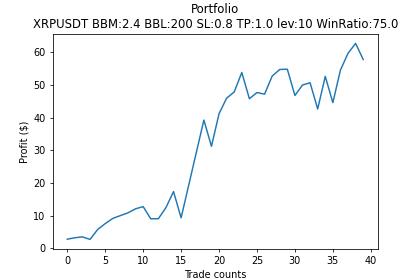 Portfolio
XRPUSDT BBM:2.4 BBL:200 SL:0.8 TP:1.0 lev:10 WinRatio:75.0
Profit ($)
60
50
40
30
20
10
0
0 5 10 15 20 25 30 35 40
Trade counts